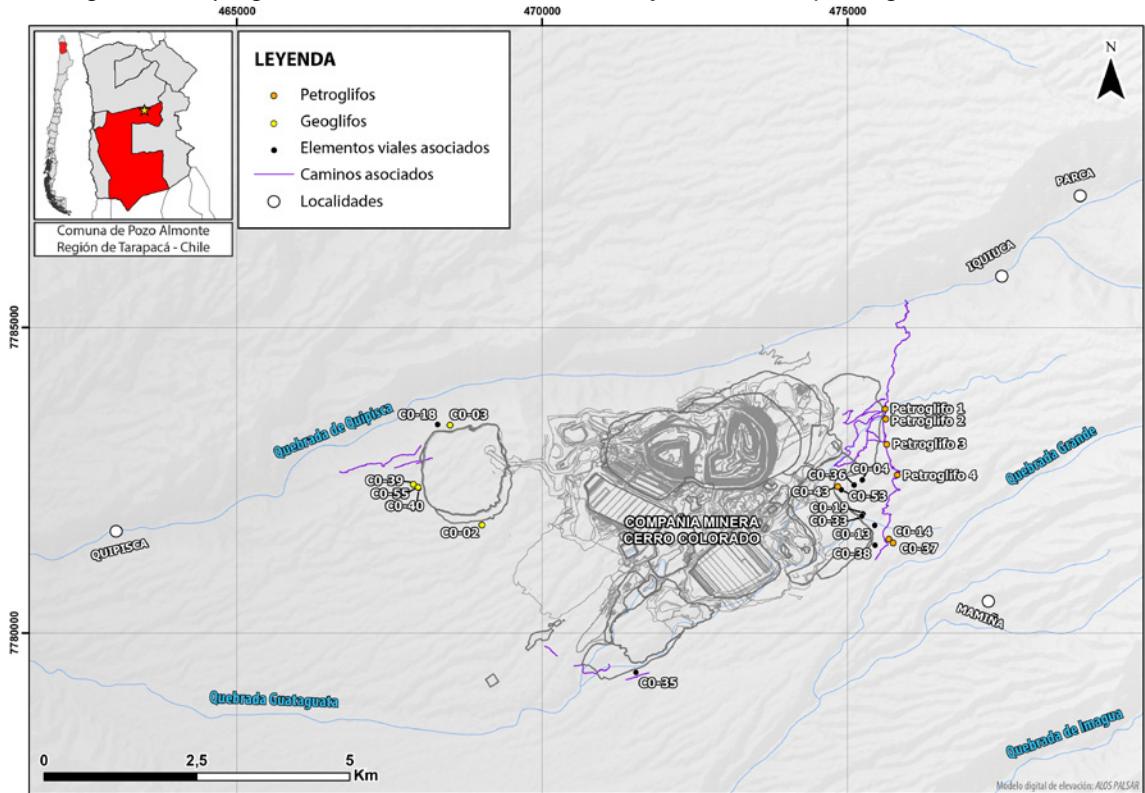 465000
470000
475000
LEYENDA
Petroglifos
Geoglifos
Elementos viales asociados
Caminos asociados
Localidades
Comuna de Pozo Almonte
Región de Tarapacá - Chile
N
PARCA
IQUIUCA
7785000
Quebrada de Quipisca
C0-18
C0-03
Petroglifo 1
Petroglifo 2
Petroglifo 3
Quebrada Grande
C0-36
C0-04
Petroglifo 4
C0-39
C0-55
C0-40
C0-43
C0-53
C0-19
C0-33
C0-02
COMPAÑIA MINERA
CERRO COLORADO
C0-13
C0-14
C0-38
C0-37
QUIPISCA
MAMIÑA
7780000
C0-35
Quebrada Guataguata
Quebrada de Imagua
0
2,5
5
Km
Modelo digital de elevación: ALOS PALSAR